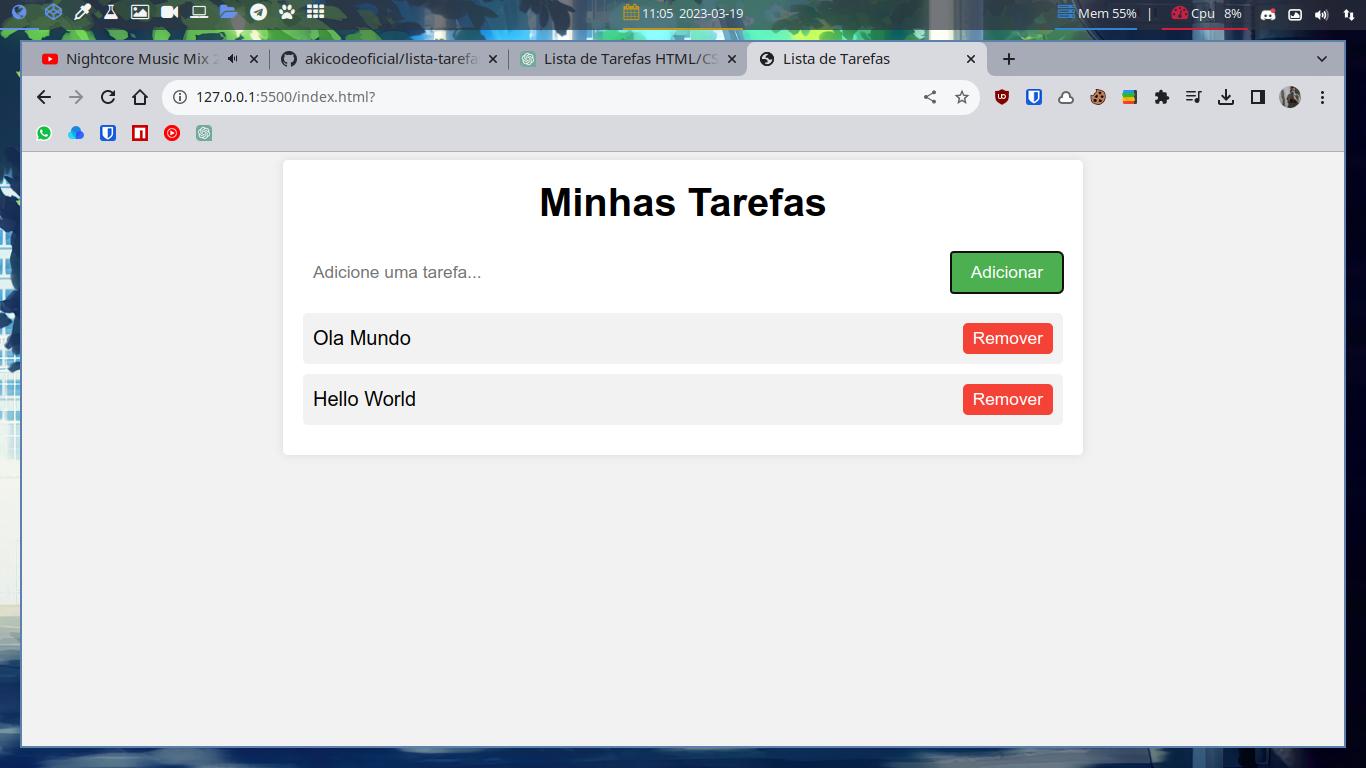 11:05 2023-03-19
Mem 55% | Cpu 8%
Nightcore Music Mix 2
akicodeoficial/lista-tarefa
Lista de Tarefas HTML/CS
Lista de Tarefas
127.0.0.1:5500/index.html?
Minhas Tarefas
Adicione uma tarefa...
Adicionar
Ola Mundo
Remover
Hello World
Remover